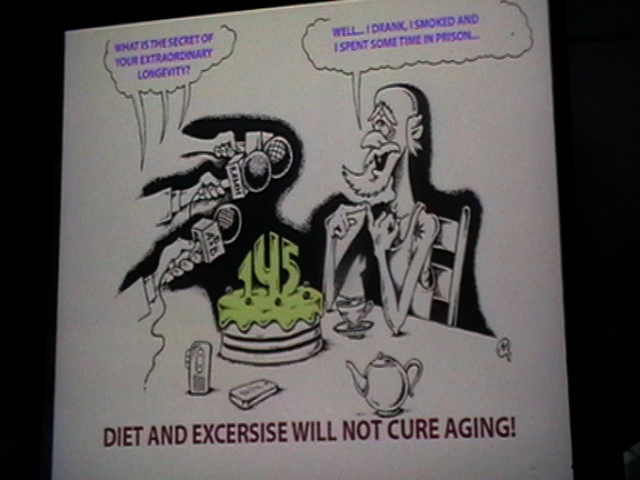 WHAT IS THE SECRET OF
YOUR EXTRAORDINARY
LONGEVITY?
WELL... I DRANK, I SMOKED AND
I SPENT SOME TIME IN PRISON...
145
DIET AND EXCERSISE WILL NOT CURE AGING!